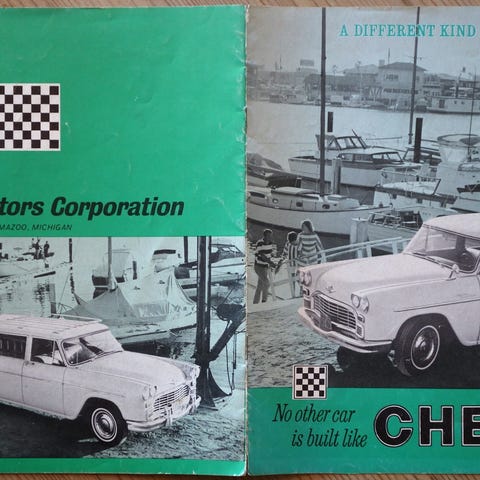 tors Corporation
MAZOO, MICHIGAN
A DIFFERENT KIND
No other car
is built like
CHE